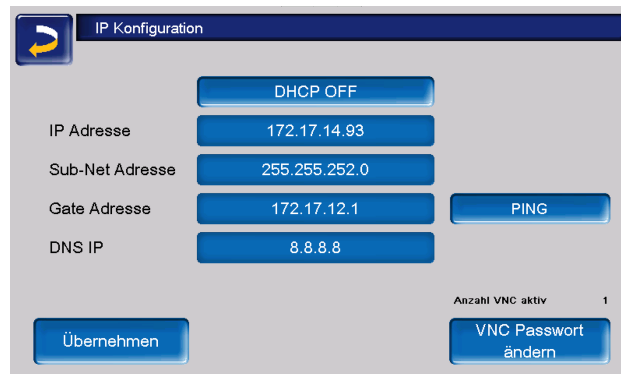 IP Konfiguration
DHCP OFF
IP Adresse 172.17.14.93
Sub-Net Adresse 255.255.252.0
Gate Adresse 172.17.12.1 PING
DNS IP 8.8.8.8
Anzahl VNC aktiv 1
Übernehmen
VNC Passwort
ändern